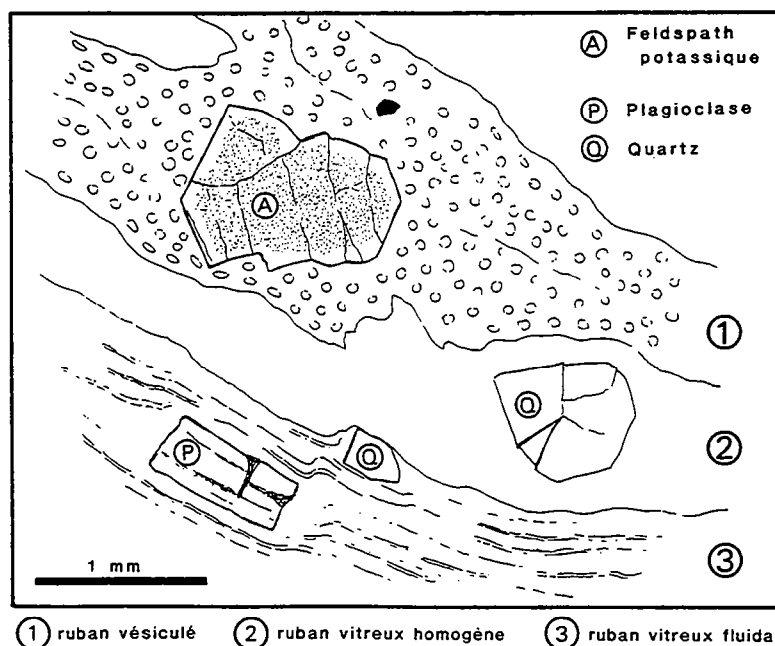 A Feldspath
potassique
P Plagioclase
Q Quartz
A
1
Q
P
Q
2
1 mm
3
1 ruban vésiculé 2 ruban vitreux homogène 3 ruban vitreux fluida